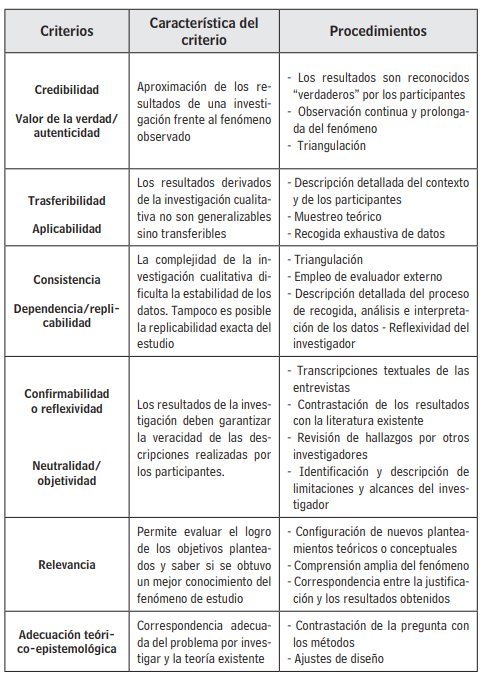 Criterios
Característica del
criterio
Procedimientos
Credibilidad
Valor de la verdad/
autenticidad
Aproximación de los re-
sultados de una investi-
gación frente al fenómeno
observado
- Los resultados son reconocidos
“verdaderos” por los participantes
- Observación continua y prolonga-
da del fenómeno
- Triangulación
Trasferibilidad
Aplicabilidad
Los resultados derivados
de la investigación cualita-
tiva no son generalizables
sino transferibles
- Descripción detallada del contexto
y de los participantes
- Muestreo teórico
- Recogida exhaustiva de datos
Consistencia
Dependencia/repli-
cabilidad
La complejidad de la in-
vestigación cualitativa di-
ficulta la estabilidad de los
datos. Tampoco es posible
la replicabilidad exacta del
estudio
- Triangulación
- Empleo de evaluador externo
- Descripción detallada del proceso
de recogida, análisis e interpreta-
ción de los datos - Reflexividad del
investigador
Confirmabilidad
o reflexividad
Neutralidad/
objetividad
Los resultados de la inves-
tigación deben garantizar
la veracidad de las des-
cripciones realizadas por
los participantes.
- Transcripciones textuales de las
entrevistas
- Contrastación de los resultados
con la literatura existente
- Revisión de hallazgos por otros
investigadores
- Identificación y descripción de
limitaciones y alcances del inves-
tigador
Relevancia
Permite evaluar el logro
de los objetivos plantea-
dos y saber si se obtuvo
un mejor conocimiento del
fenómeno de estudio
- Configuración de nuevos plantea-
mientos teóricos o conceptuales
- Comprensión amplia del fenómeno
- Correspondencia entre la justifica-
ción y los resultados obtenidos
Adecuación teóri-
co-epistemológica
Correspondencia adecua-
da del problema por inves-
tigar y la teoría existente
- Contrastación de la pregunta con
los métodos
- Ajustes de diseño